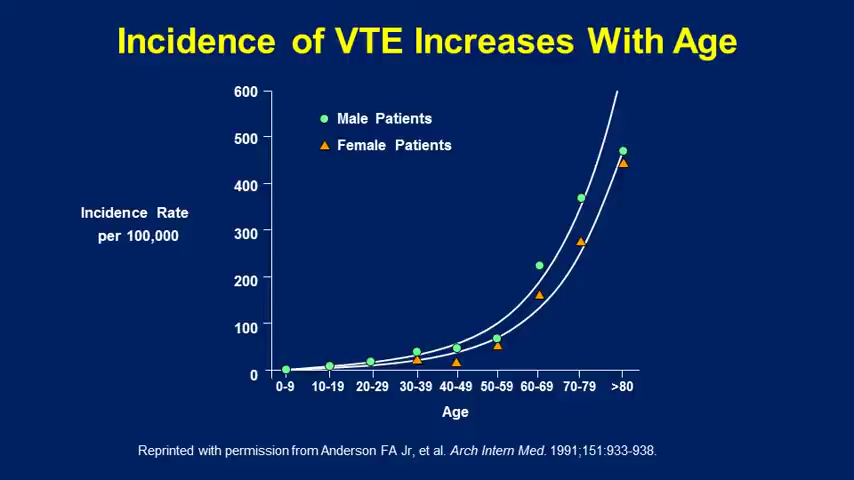 Incidence of VTE Increases With Age
600
500
400
300
200
100
0
Male Patients
Female Patients
Incidence Rate
per 100,000
0-9 10-19 20-29 30-39 40-49 50-59 60-69 70-79 >80
Age
Reprinted with permission from Anderson FA Jr, et al. Arch Intern Med. 1991;151:933-938.